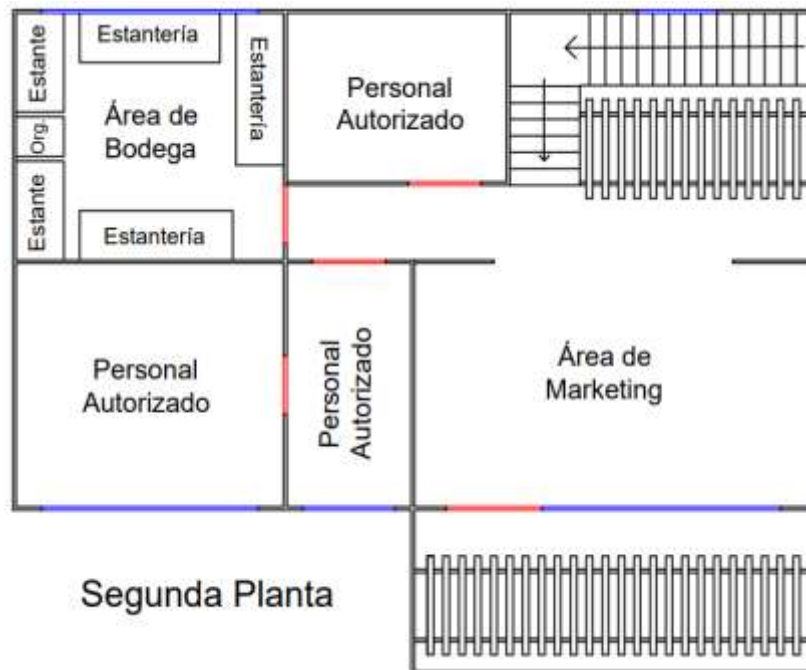 Estantería
Estante
Estantería
Personal
Autorizado
Área de
Bodega
Org.
Estante
Estantería
Personal
Autorizado
Personal
Autorizado
Área de
Marketing
Segunda Planta